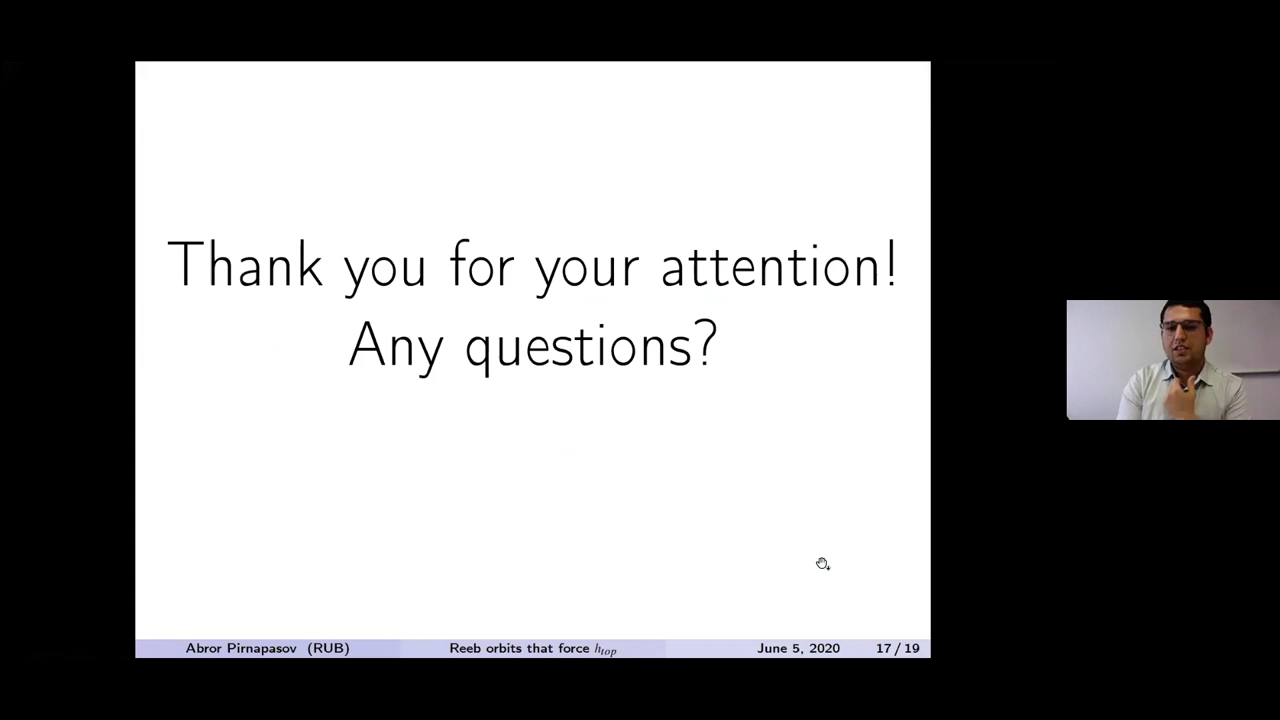 Thank you for your attention!
Any questions?
Abror Pirnapasov (RUB) Reeb orbits that force h_top June 5, 2020 17 / 19